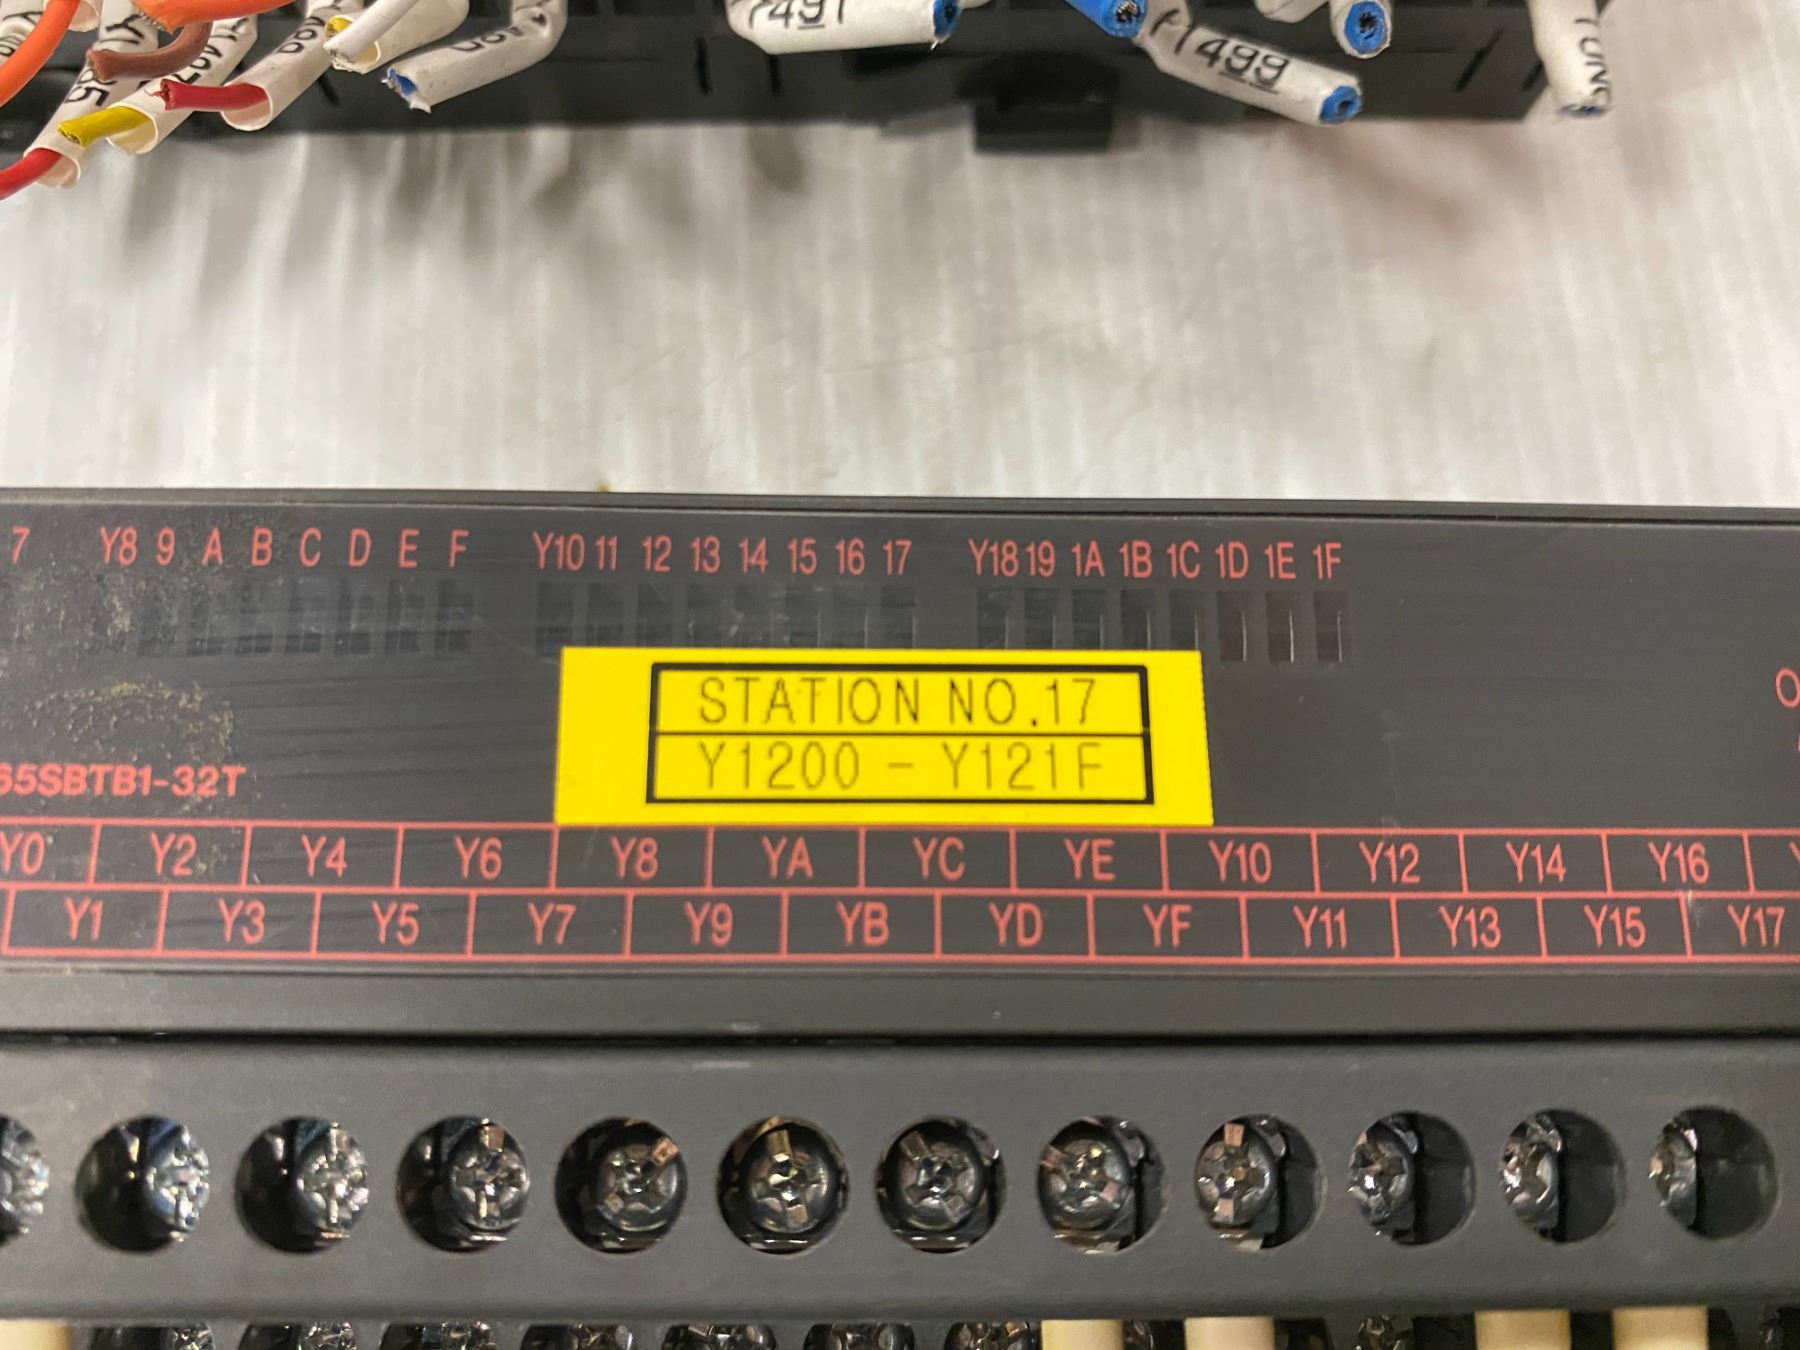 1499
7 Y8 9 A B C D E F Y10 11 12 13 14 15 16 17 Y18 19 1A 1B 1C 1D 1E 1F
STATION NO.17
Y1200 - Y121F
65SBTB1-32T
Y0 Y2 Y4 Y6 Y8 YA YC YE Y10 Y12 Y14 Y16
Y1 Y3 Y5 Y7 Y9 YB YD YF Y11 Y13 Y15 Y17